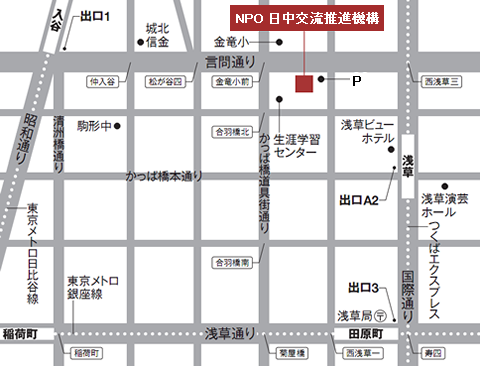 NPO 日中交流推進機構
入谷
出口1
城北
信金
金竜小
言問通り
仲入谷
松が谷四
金竜小前
P
西浅草三
昭和通り
清洲橋通り
駒形中
合羽橋北
生涯学習
センター
浅草ビュー
ホテル
浅草
かっぱ橋本通り
かっぱ橋道具街通り
出口A2
浅草演芸
ホール
東京メトロ日比谷線
つくばエクスプレス
合羽橋南
東京メトロ
銀座線
国際通り
出口3
浅草局〒
稲荷町
浅草通り
田原町
稲荷町
菊屋橋
西浅草一
寿四